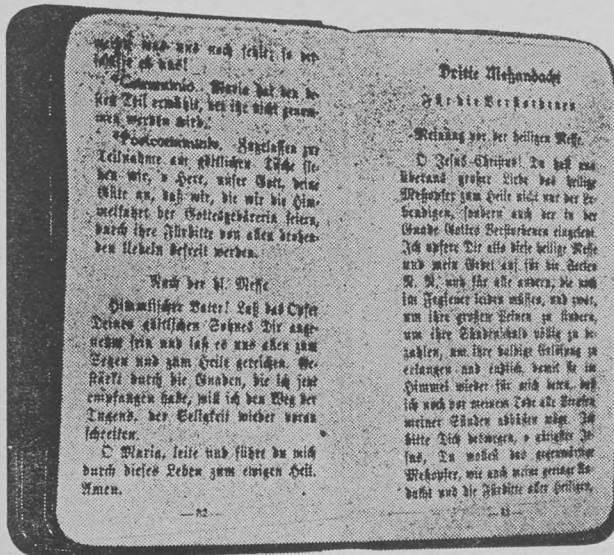 und noch fehlet, so ver-
schaffe es uns!
Communio. Maria hat den be-
sten Teil erwählt, der ihr nicht genom-
men werden wird.
Postcommunio. Zugelassen zur
Teilnahme am göttlichen Tische fle-
hen wir, o Herr, unser Gott, deine
Güte an, daß wir, die wir die Him-
melfahrt der Gottesgebärerin feiern,
durch ihre Fürbitte von allen drohen-
den Uebeln befreit werden.
Nach der hl. Messe
Himmlischer Vater! Laß das Opfer
Deines göttlichen Sohnes Dir ange-
nehm sein und laß es uns allen zum
Segen und zum Heile gereichen. Ge-
stärkt durch die Gnaden, die ich jetzt
empfangen habe, will ich den Weg der
Tugend, der Seligkeit wieder voran
schreiten.
O Maria, leite und führe du mich
durch dieses Leben zum ewigen Heil.
Amen.
Dritte Meßandacht
Für die Verstorbenen
Meinung vor der heiligen Messe.
O Jesus Christus! Du hast aus
überaus großer Liebe das heilige
Meßopfer zum Heile nicht nur der Le-
bendigen, sondern auch der in der
Gnade Gottes Verstorbenen eingesetzt.
Ich opfere Dir also diese heilige Messe
und mein Gebet auf für die Seelen
N. N. und für alle andern, die noch
im Fegfeuer leiden müssen, und zwar,
um ihre großen Peinen zu lindern,
um ihre Sündenschuld völlig zu be-
zahlen, um ihre baldige Erlösung zu
erlangen und endlich, damit sie im
Himmel wieder für mich beten, daß
ich noch vor meinem Tode alle Strafen
meiner Sünden abbüßen möge. Ich
bitte Dich deswegen, o gütigster Je-
sus, Du wollest das gegenwärtige
Meßopfer, wie auch meine geringe An-
dacht und die Fürbitte aller Heiligen,